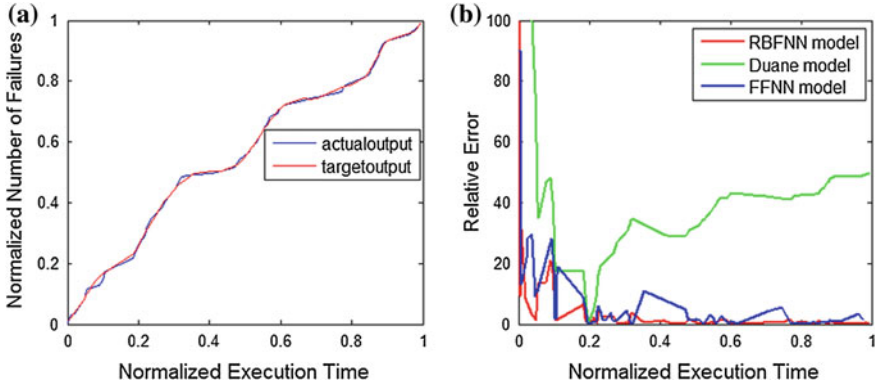 (a)
Normalized Number of Failures
1
0.8
0.6
0.4
0.2
0
actualoutput
targetoutput
0 0.2 0.4 0.6 0.8 1
Normalized Execution Time
(b)
Relative Error
100
80
60
40
20
0
RBFNN model
Duane model
FFNN model
0 0.2 0.4 0.6 0.8 1
Normalized Execution Time